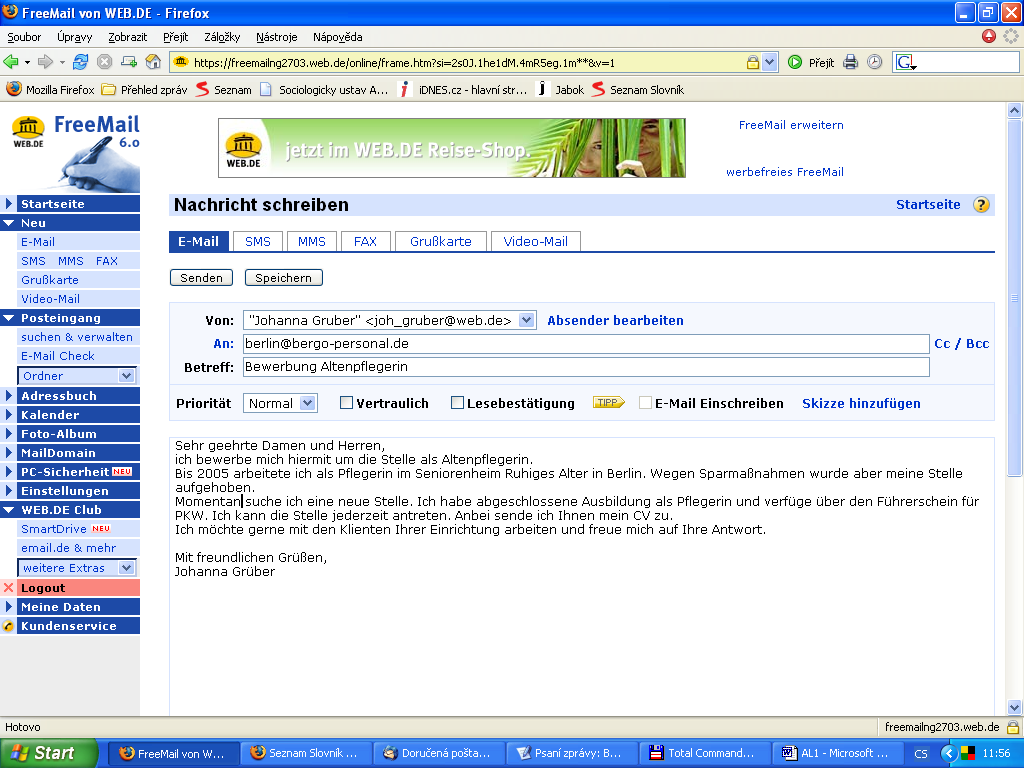 FreeMail von WEB.DE - Firefox
Soubor Úpravy Zobrazit Přejít Záložky Nástroje Nápověda
https://freemailng2703.web.de/online/frame.htm?si=2s0J.1he1dM.4mR5eg.1m**&v=1 Přejít G
Mozilla Firefox Přehled zpráv Seznam Sociologicky ustav A... iDNES.cz - hlavní str... Jabok Seznam Slovník
WEB.DE FreeMail 6.0
WEB.DE jetzt im WEB.DE Reise-Shop.
FreeMail erweitern
werbefreies FreeMail
Startseite
Neu
E-Mail
SMS MMS FAX
Grußkarte
Video-Mail
Posteingang
suchen & verwalten
E-Mail Check
Ordner
Adressbuch
Kalender
Foto-Album
MailDomain
PC-Sicherheit NEU
Einstellungen
WEB.DE Club
SmartDrive NEU
email.de & mehr
weitere Extras
Logout
Meine Daten
Kundenservice
Nachricht schreiben Startseite ?
E-Mail SMS MMS FAX Grußkarte Video-Mail
Senden Speichern
Von: "Johanna Gruber" <joh_gruber@web.de> Absender bearbeiten
An: berlin@bergo-personal.de Cc / Bcc
Betreff: Bewerbung Altenpflegerin
Priorität Normal Vertraulich Lesebestätigung TIPP E-Mail Einschreiben Skizze hinzufügen
Sehr geehrte Damen und Herren,
ich bewerbe mich hiermit um die Stelle als Altenpflegerin.
Bis 2005 arbeitete ich als Pflegerin im Seniorenheim Ruhiges Alter in Berlin. Wegen Sparmaßnahmen wurde aber meine Stelle
aufgehoben.
Momentan suche ich eine neue Stelle. Ich habe abgeschlossene Ausbildung als Pflegerin und verfüge über den Führerschein für
PKW. Ich kann die Stelle jederzeit antreten. Anbei sende ich Ihnen mein CV zu.
Ich möchte gerne mit den Klienten Ihrer Einrichtung arbeiten und freue mich auf Ihre Antwort.
Mit freundlichen Grüßen,
Johanna Grüber
Hotovo freemailng2703.web.de
Start FreeMail von W... Seznam Slovník ... Doručená pošta... Psaní zprávy: B... Total Command... AL1 - Microsoft ... CS 11:56